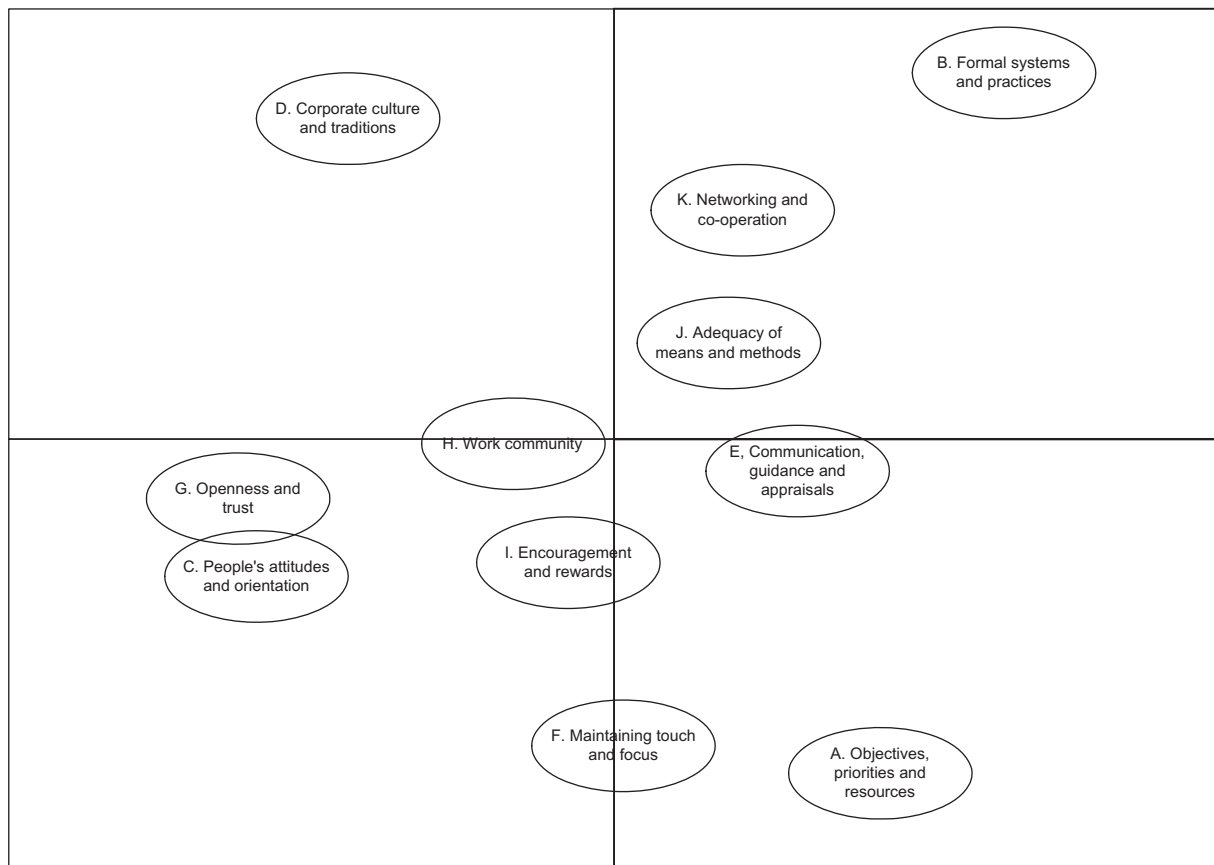 B. Formal systems
and practices
D. Corporate culture
and traditions
K. Networking and
co-operation
J. Adequacy of
means and methods
H. Work community
E, Communication,
guidance and
appraisals
G. Openness and
trust
I. Encouragement
and rewards
C. People's attitudes
and orientation
F. Maintaining touch
and focus
A. Objectives,
priorities and
resources